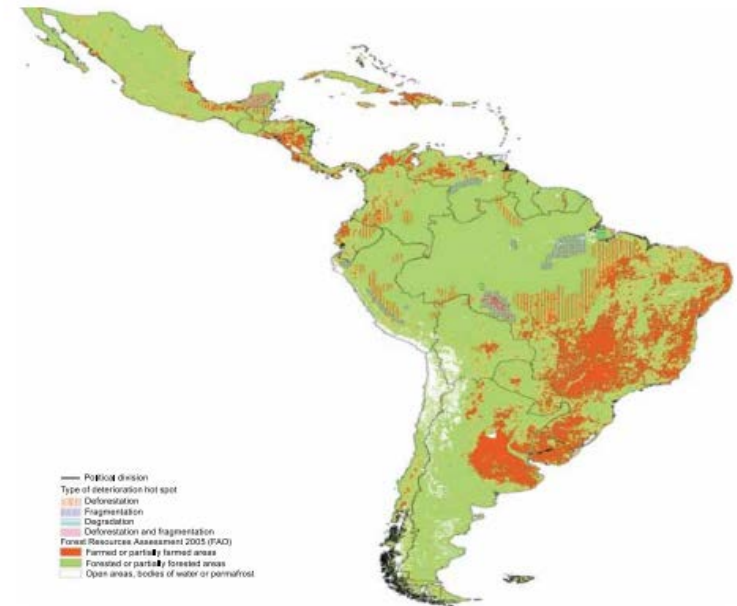 Political division
Type of deterioration hot spot
Deforestation
Fragmentation
Degradation
Deforestation and fragmentation
Forest Resources Assessment 2005 (FAO)
Farmed or partially farmed areas
Forested or partially forested areas
Open areas, bodies of water or permafrost